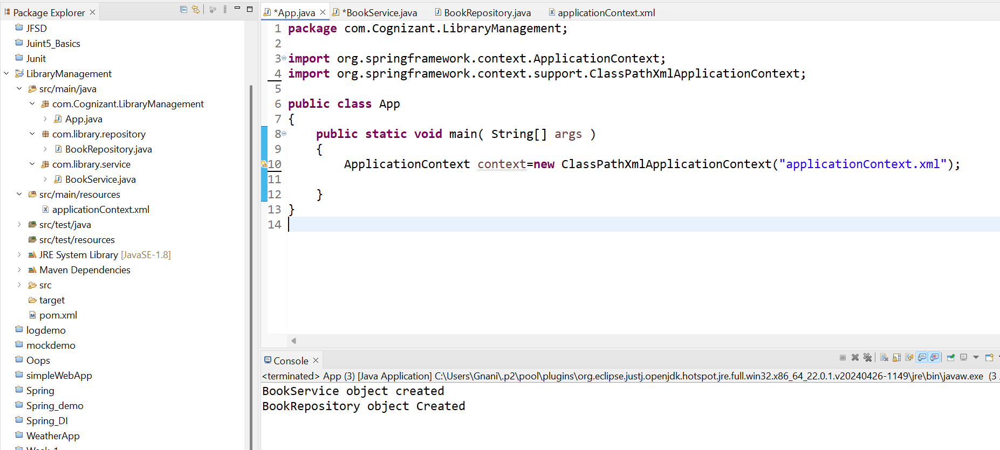 Package Explorer
JFSD
Juint5_Basics
Junit
LibraryManagement
src/main/java
com.Cognizant.LibraryManagement
App.java
com.library.repository
BookRepository.java
com.library.service
BookService.java
src/main/resources
applicationContext.xml
src/test/java
src/test/resources
JRE System Library [JavaSE-1.8]
Maven Dependencies
src
target
pom.xml
logdemo
mockdemo
Oops
simpleWebApp
Spring
Spring_demo
Spring_DI
WeatherApp
*App.java *BookService.java BookRepository.java applicationContext.xml
1 package com.Cognizant.LibraryManagement;
2
3 import org.springframework.context.ApplicationContext;
4 import org.springframework.context.support.ClassPathXmlApplicationContext;
5
6 public class App
7 {
8 public static void main( String[] args )
9 {
10 ApplicationContext context=new ClassPathXmlApplicationContext("applicationContext.xml");
11
12 }
13 }
14
Console
<terminated> App (3) [Java Application] C:\Users\Gnani\.p2\pool\plugins\org.eclipse.justj.openjdk.hotspot.jre.full.win32.x86_64_22.0.1.v20240426-1149\jre\bin\javaw.exe (3
BookService object created
BookRepository object Created